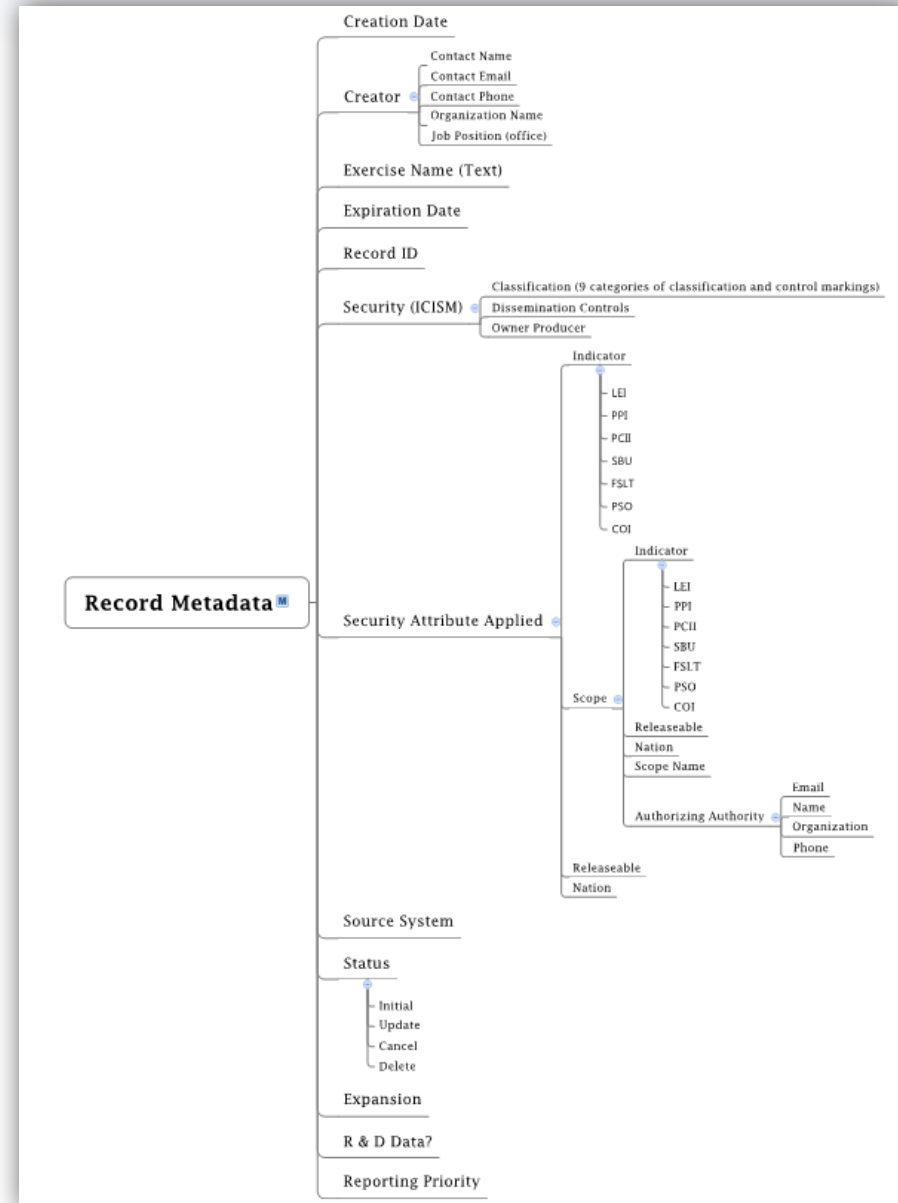 Creation Date
Contact Name
Contact Email
Creator
Contact Phone
Organization Name
Job Position (office)
Exercise Name (Text)
Expiration Date
Record ID
Classification (9 categories of classification and control markings)
Security (ICISM)
Dissemination Controls
Owner Producer
Indicator
LEI
PPI
PCII
SBU
FSLT
PSO
COI
Indicator
LEI
PPI
PCII
SBU
FSLT
PSO
COI
Record Metadata M
Security Attribute Applied
Scope
Releaseable
Nation
Scope Name
Email
Name
Authorizing Authority
Organization
Phone
Releaseable
Nation
Source System
Status
Initial
Update
Cancel
Delete
Expansion
R & D Data?
Reporting Priority